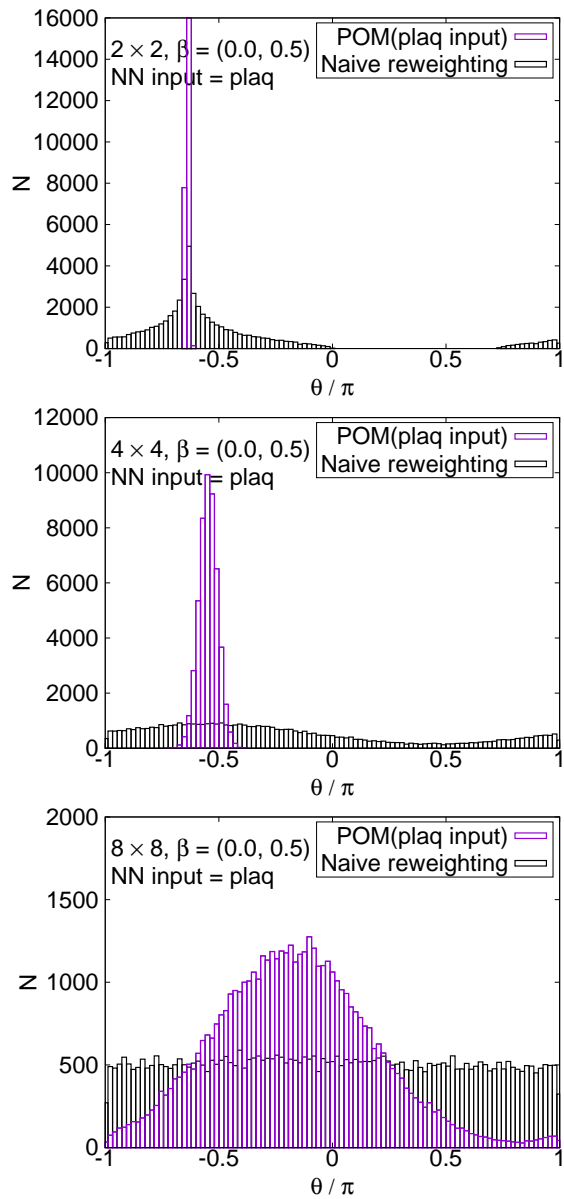 16000
14000
12000
10000
8000
6000
4000
2000
0
N
2 × 2, β = (0.0, 0.5)
NN input = plaq
POM(plaq input)
Naive reweighting
-1 -0.5 0 0.5 1
θ / π
12000
10000
8000
6000
4000
2000
0
N
4 × 4, β = (0.0, 0.5)
NN input = plaq
POM(plaq input)
Naive reweighting
-1 -0.5 0 0.5 1
θ / π
2000
1500
1000
500
0
N
8 × 8, β = (0.0, 0.5)
NN input = plaq
POM(plaq input)
Naive reweighting
-1 -0.5 0 0.5 1
θ / π